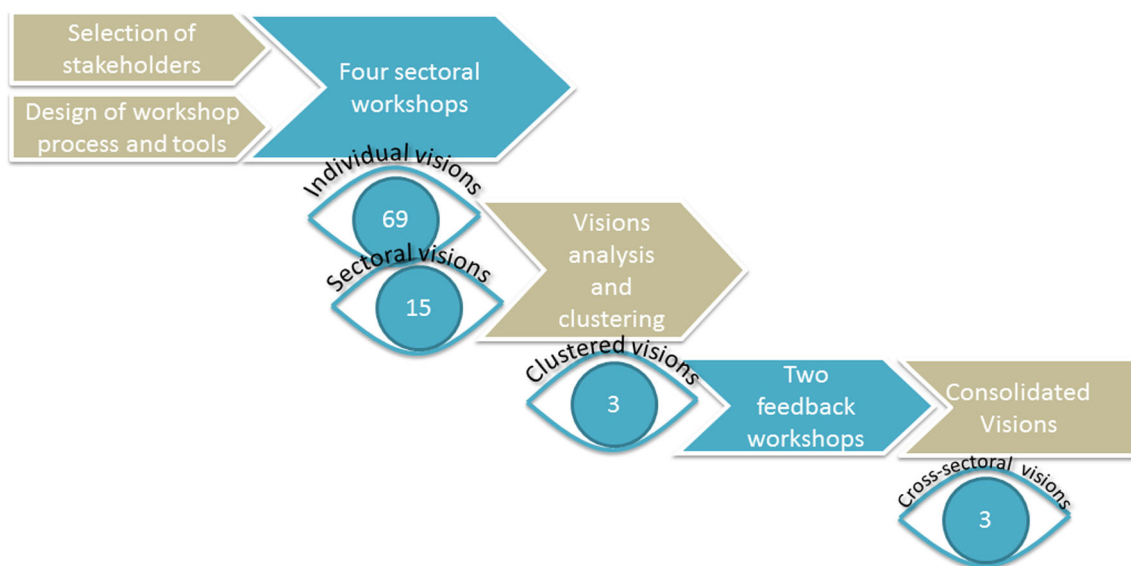 Selection of
stakeholders
Design of workshop
process and tools
Four sectoral
workshops
Individual visions
69
Sectoral visions
15
Visions
analysis
and
clustering
Clustered visions
3
Two
feedback
workshops
Consolidated
Visions
Cross-sectoral visions
3